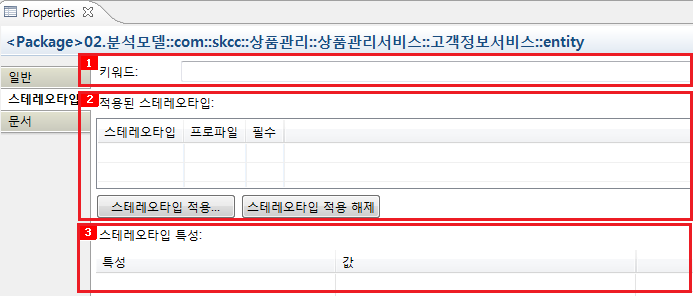 Properties
<Package>02.분석모델::com::skcc::상품관리::상품관리서비스::고객정보서비스::entity
일반
스테레오타입
문서
1 키워드:
2 적용된 스테레오타입:
스테레오타입 프로파일 필수
스테레오타입 적용... 스테레오타입 적용 해제
3 스테레오타입 특성:
특성 값